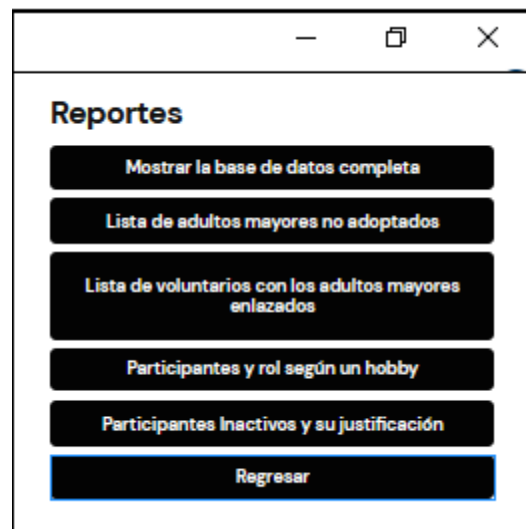 Reportes
Mostrar la base de datos completa
Lista de adultos mayores no adoptados
Lista de voluntarios con los adultos mayores
enlazados
Participantes y rol según un hobby
Participantes Inactivos y su justificación
Regresar